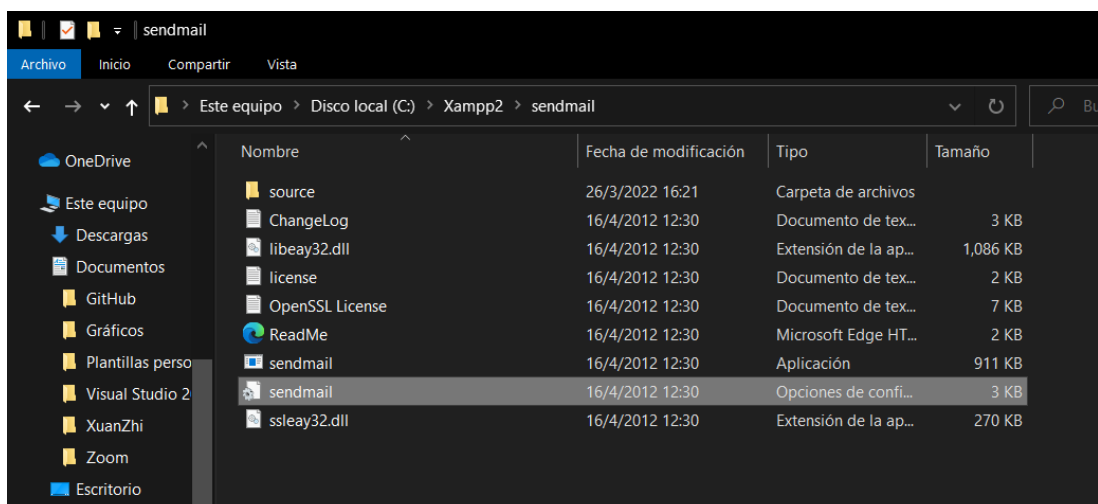 sendmail
Archivo Inicio Compartir Vista
Este equipo > Disco local (C:) > Xampp2 > sendmail
Nombre Fecha de modificación Tipo Tamaño
OneDrive
Este equipo
Descargas
Documentos
GitHub
Gráficos
Plantillas perso
Visual Studio 2
XuanZhi
Zoom
Escritorio
source 26/3/2022 16:21 Carpeta de archivos
ChangeLog 16/4/2012 12:30 Documento de tex... 3 KB
libeay32.dll 16/4/2012 12:30 Extensión de la ap... 1,086 KB
license 16/4/2012 12:30 Documento de tex... 2 KB
OpenSSL License 16/4/2012 12:30 Documento de tex... 7 KB
ReadMe 16/4/2012 12:30 Microsoft Edge HT... 2 KB
sendmail 16/4/2012 12:30 Aplicación 911 KB
sendmail 16/4/2012 12:30 Opciones de confi... 3 KB
ssleay32.dll 16/4/2012 12:30 Extensión de la ap... 270 KB